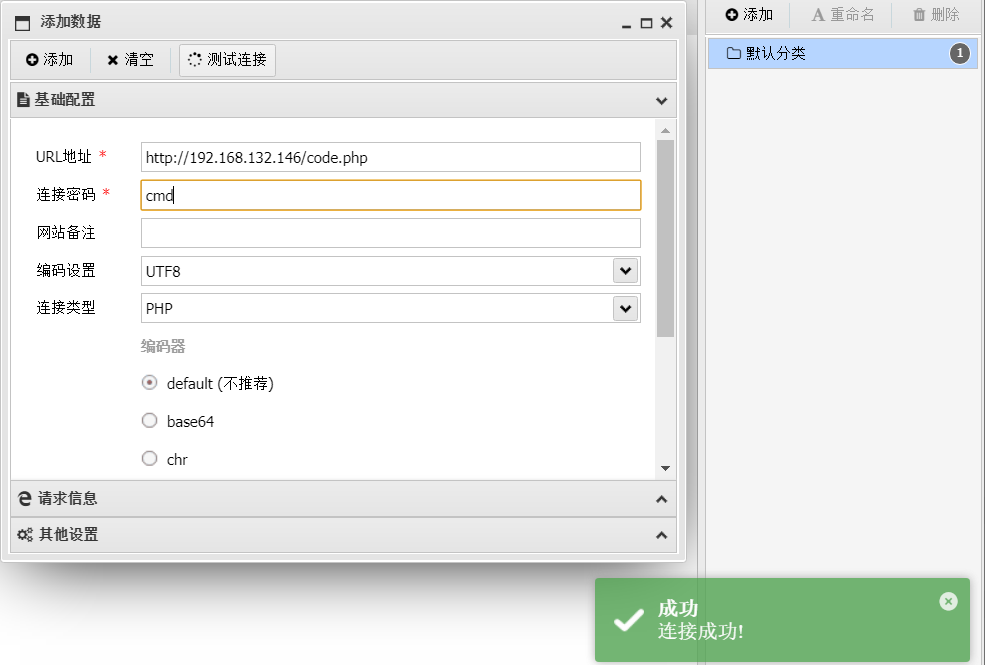 添加数据
添加 清空 测试连接
基础配置
URL地址 * http://192.168.132.146/code.php
连接密码 * cmd
网站备注
编码设置 UTF8
连接类型 PHP
编码器
default (不推荐)
base64
chr
请求信息
其他设置
添加 重命名 删除
默认分类 1
成功
连接成功!